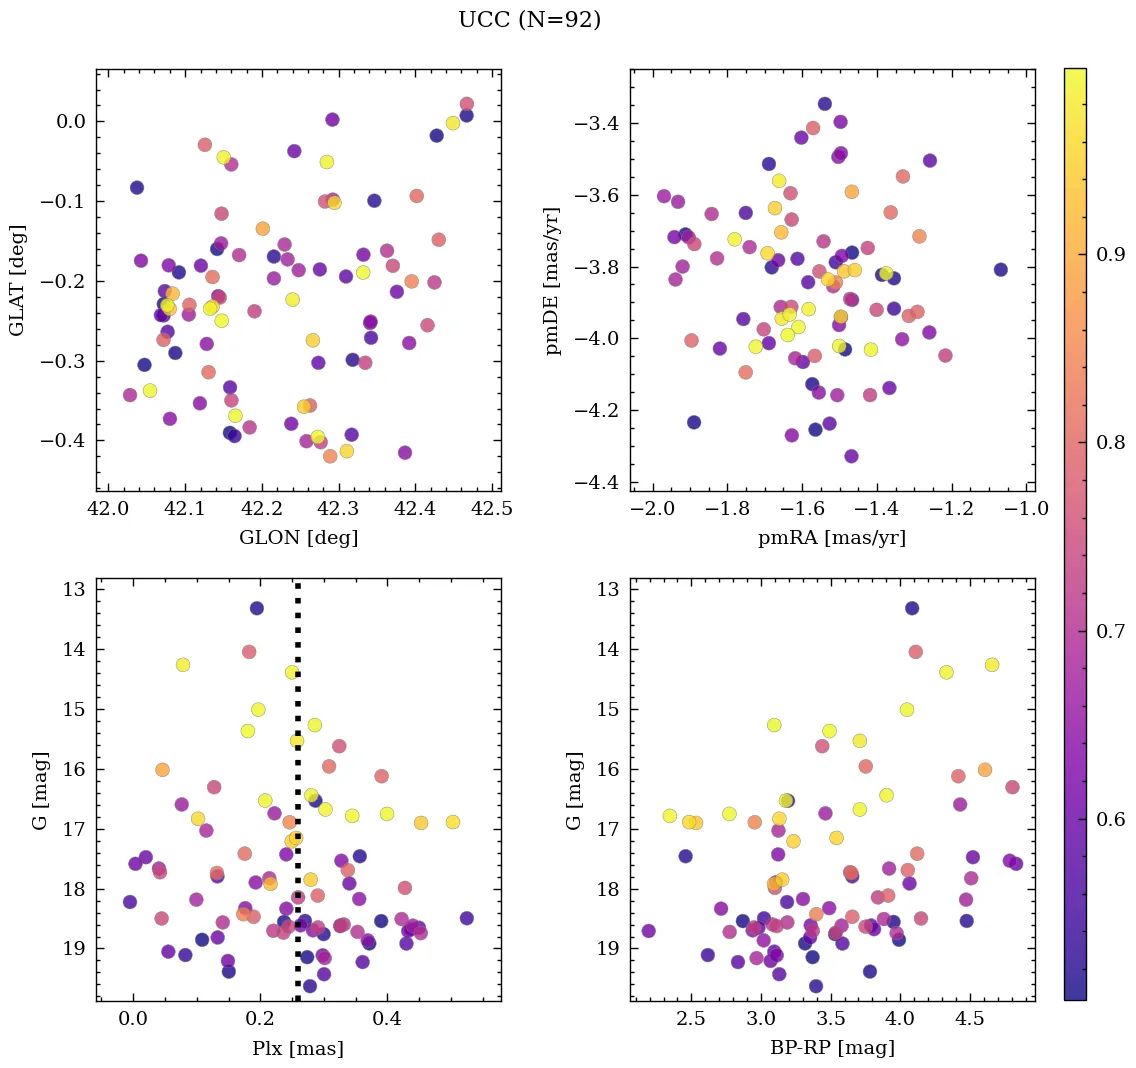 UCC (N=92)
0.0
−0.1
−0.2
−0.3
−0.4
GLAT [deg]
42.0 42.1 42.2 42.3 42.4 42.5
GLON [deg]
−3.4
−3.6
−3.8
−4.0
−4.2
−4.4
pmDE [mas/yr]
−2.0 −1.8 −1.6 −1.4 −1.2 −1.0
pmRA [mas/yr]
0.9
0.8
0.7
0.6
13
14
15
16
17
18
19
G [mag]
0.0 0.2 0.4
Plx [mas]
13
14
15
16
17
18
19
G [mag]
2.5 3.0 3.5 4.0 4.5
BP-RP [mag]